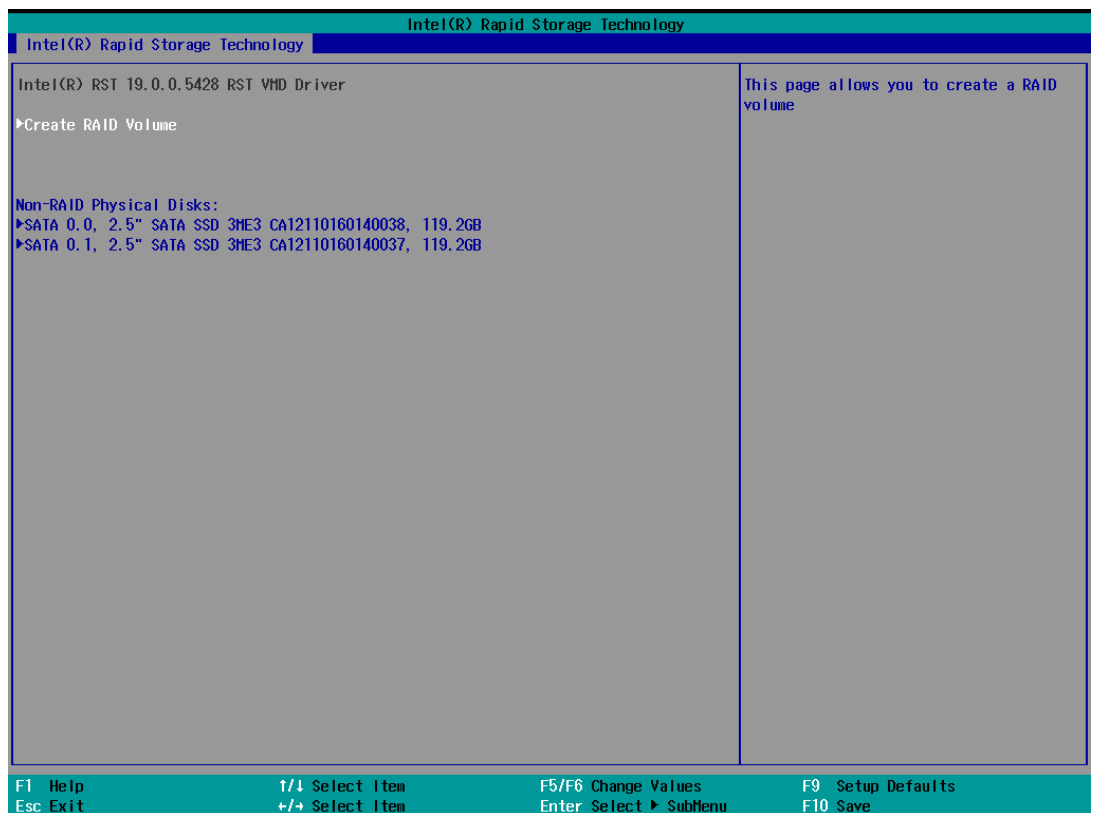 Intel(R) Rapid Storage Technology
Intel(R) Rapid Storage Technology
Intel(R) RST 19.0.0.5428 RST VMD Driver
▶Create RAID Volume
Non-RAID Physical Disks:
▶SATA 0.0, 2.5" SATA SSD 3ME3 CA12110160140038, 119.2GB
▶SATA 0.1, 2.5" SATA SSD 3ME3 CA12110160140037, 119.2GB
This page allows you to create a RAID
volume
F1 Help ↑/↓ Select Item F5/F6 Change Values F9 Setup Defaults
Esc Exit ←/→ Select Item Enter Select ▶ SubMenu F10 Save